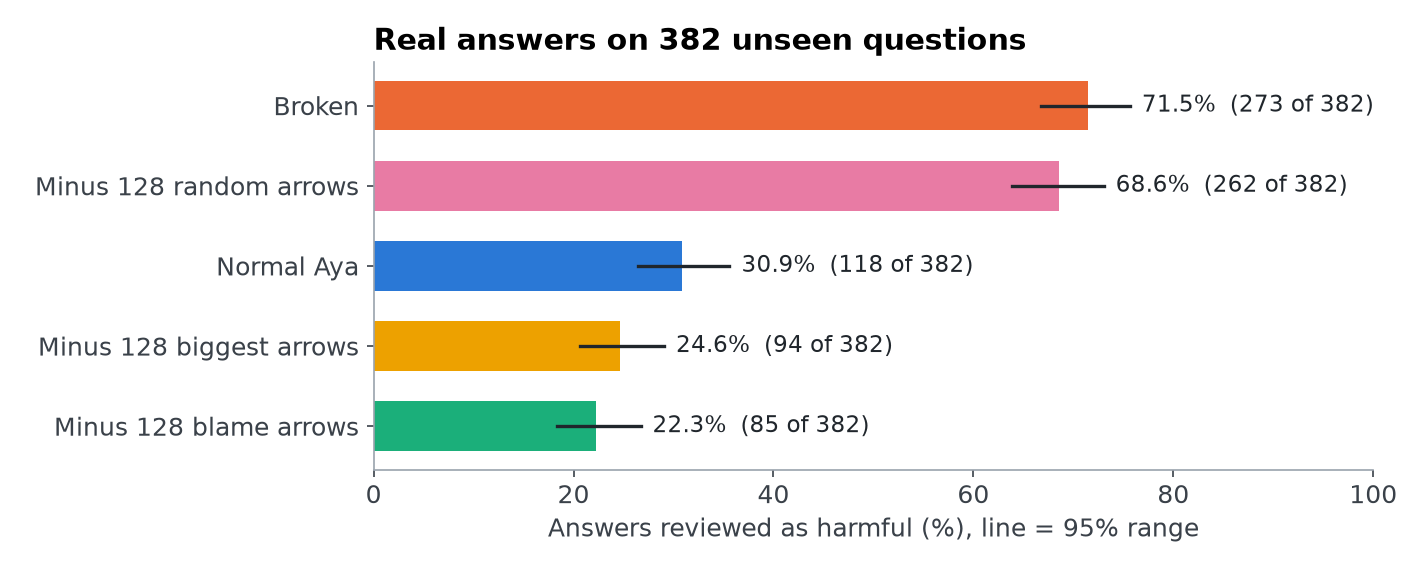 Real answers on 382 unseen questions
Broken
71.5% (273 of 382)
Minus 128 random arrows
68.6% (262 of 382)
Normal Aya
30.9% (118 of 382)
Minus 128 biggest arrows
24.6% (94 of 382)
Minus 128 blame arrows
22.3% (85 of 382)
0 20 40 60 80 100
Answers reviewed as harmful (%), line = 95% range